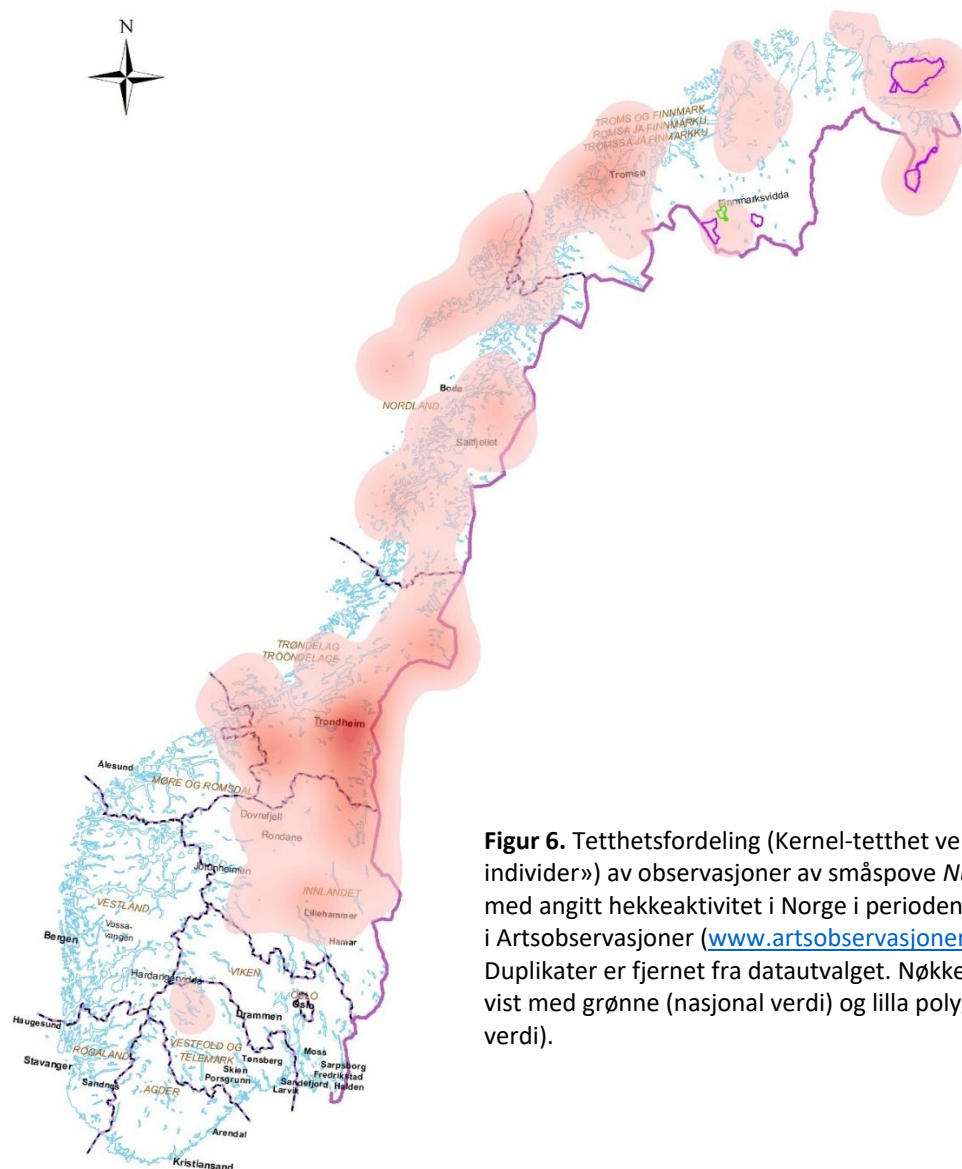 N
TROMS OG FINNMARK
ROMSA JA FINNMÁRKU
TROMSSA JA FINMARKKU
Tromsø
Finnmarksvidda
Bodø
NORDLAND
Saltfjellet
TRØNDELAG
TRÖÖNDELAGE
Trondheim
Ålesund
MØRE OG ROMSDAL
Dovrefjell
Rondane
Jotunheimen
INNLANDET
VESTLAND
Lillehammer
Vossa-
vangen
Bergen
Hamar
Hardangervidda
VIKEN
OSLO
Oslo
Drammen
Haugesund
ROGALAND
VESTFOLD OG
TELEMARK
Moss
Stavanger
Tønsberg
Sarpsborg
Skien
Fredrikstad
Sandnes
Porsgrunn
Sandefjord
Halden
AGDER
Larvik
Arendal
Kristiansand
Figur 6. Tetthetsfordeling (Kernel-tetthet ve
individer») av observasjoner av småspove Nu
med angitt hekkeaktivitet i Norge i perioden
i Artsobservasjoner (www.artsobservasjoner
Duplikater er fjernet fra datautvalget. Nøkke
vist med grønne (nasjonal verdi) og lilla poly
verdi).